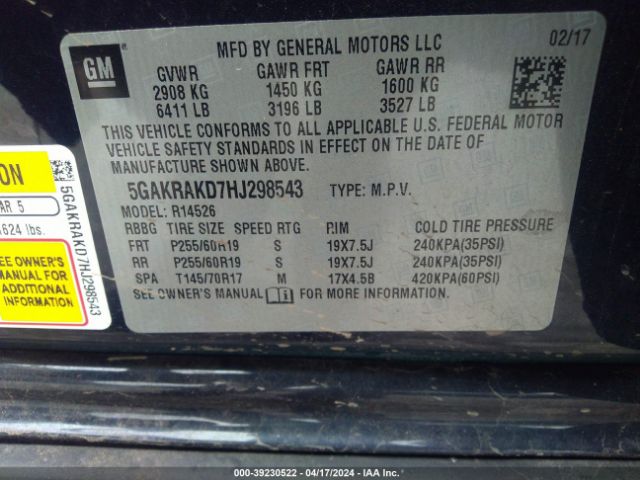 GM
MFD BY GENERAL MOTORS LLC 02/17
GVWR GAWR FRT GAWR RR
2908 KG 1450 KG 1600 KG
6411 LB 3196 LB 3527 LB
THIS VEHICLE CONFORMS TO ALL APPLICABLE U.S. FEDERAL MOTOR
VEHICLE SAFETY STANDARDS IN EFFECT ON THE DATE OF
MANUFACTURE SHOWN ABOVE.
5GAKRAKD7HJ298543 TYPE: M.P.V.
MODEL: R14526
RBBG TIRE SIZE SPEED RTG RIM COLD TIRE PRESSURE
FRT P255/60R19 S 19X7.5J 240KPA(35PSI)
RR P255/60R19 S 19X7.5J 240KPA(35PSI)
SPA T145/70R17 M 17X4.5B 420KPA(60PSI)
SEE OWNER'S MANUAL FOR MORE INFORMATION.
ON
AR 5
624 lbs.
EE OWNER'S
MANUAL FOR
ADDITIONAL
FORMATION
5GAKRAKD7HJ298543
000-39230522 - 04/17/2024 - IAAI.com